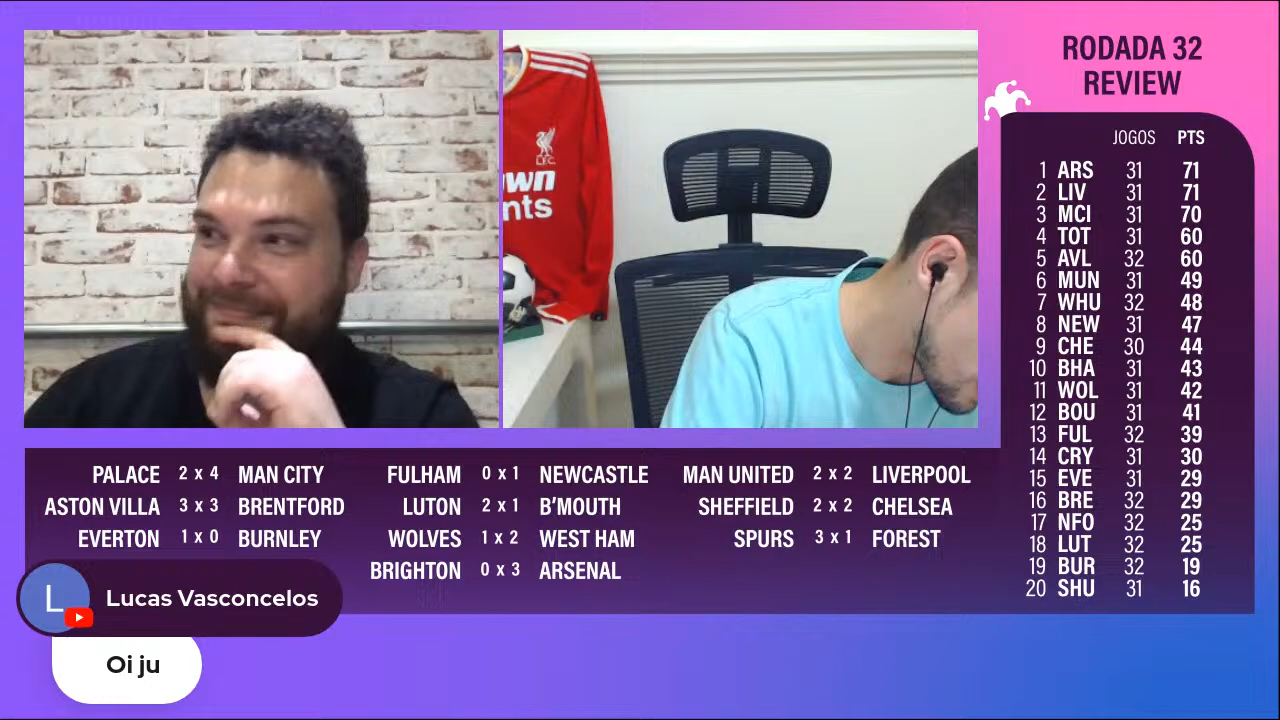 RODADA 32
REVIEW
JOGOS PTS
1 ARS 31 71
2 LIV 31 71
3 MCI 31 70
4 TOT 31 60
5 AVL 32 60
6 MUN 31 49
7 WHU 32 48
8 NEW 31 47
9 CHE 30 44
10 BHA 31 43
11 WOL 31 42
12 BOU 31 41
13 FUL 32 39
14 CRY 31 30
15 EVE 31 29
16 BRE 32 29
17 NFO 32 25
18 LUT 32 25
19 BUR 32 19
20 SHU 31 16
L.F.C.
wn
nts
PALACE 2 x 4 MAN CITY
ASTON VILLA 3 x 3 BRENTFORD
EVERTON 1 x 0 BURNLEY
FULHAM 0 x 1 NEWCASTLE
LUTON 2 x 1 B'MOUTH
WOLVES 1 x 2 WEST HAM
BRIGHTON 0 x 3 ARSENAL
MAN UNITED 2 x 2 LIVERPOOL
SHEFFIELD 2 x 2 CHELSEA
SPURS 3 x 1 FOREST
L
Lucas Vasconcelos
Oi ju